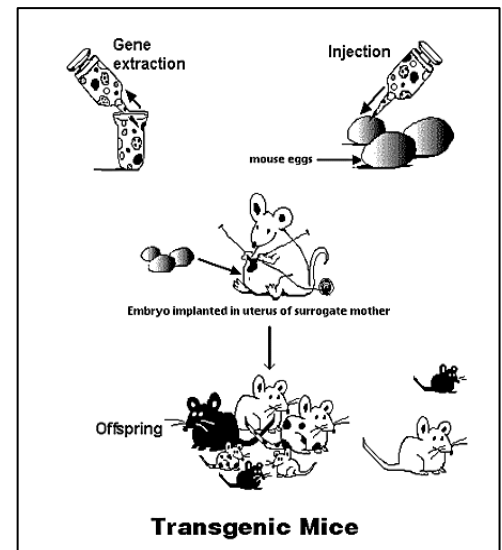 Gene
extraction
Injection
mouse eggs
Embryo implanted in uterus of surrogate mother
Offspring
Transgenic Mice